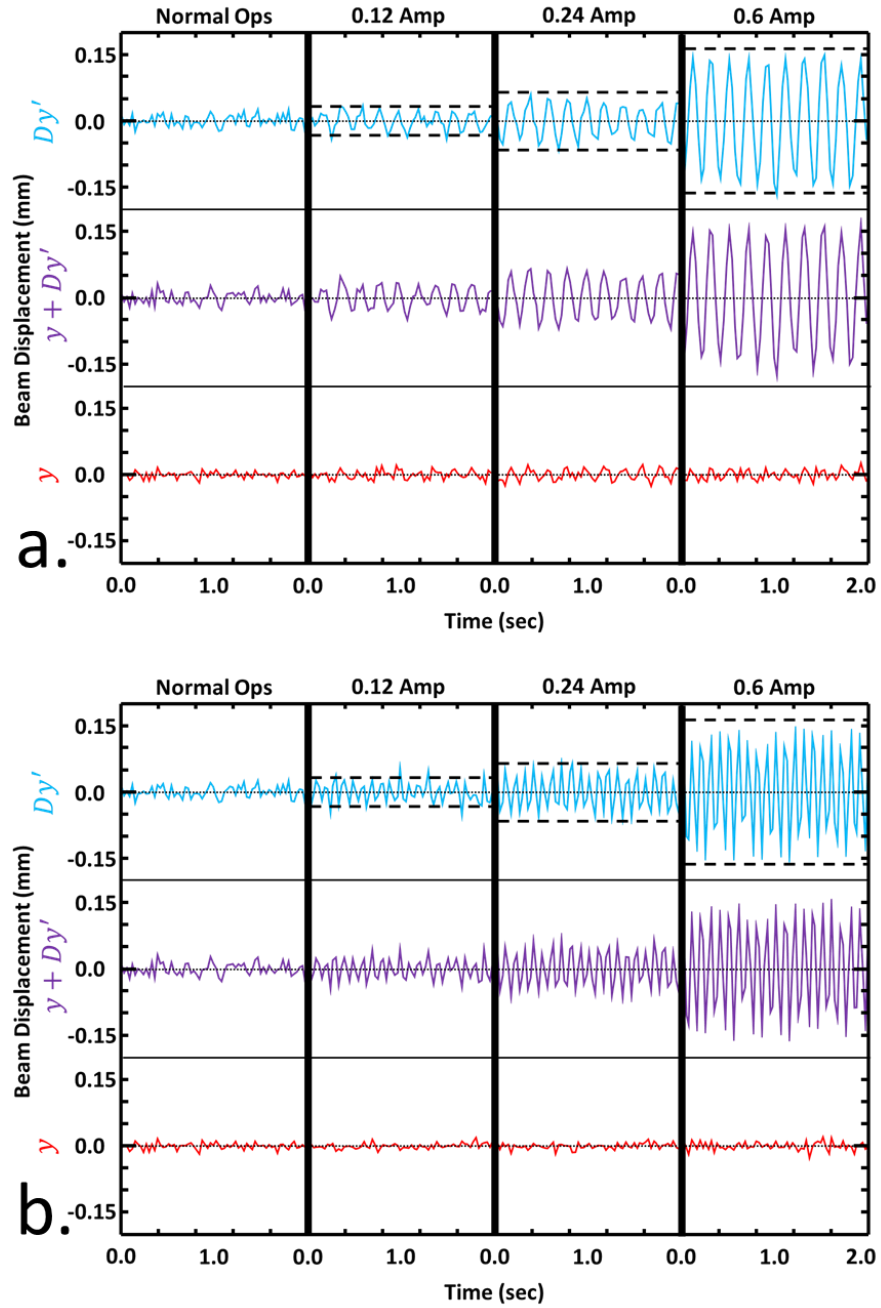 Normal Ops 0.12 Amp 0.24 Amp 0.6 Amp
Beam Displacement (mm)
Dy′
0.15
0.0
-0.15
y + Dy′
0.15
0.0
-0.15
y
0.15
0.0
-0.15
a.
0.0 1.0 0.0 1.0 0.0 1.0 0.0 1.0 2.0
Time (sec)
Normal Ops 0.12 Amp 0.24 Amp 0.6 Amp
Beam Displacement (mm)
Dy′
0.15
0.0
-0.15
y + Dy′
0.15
0.0
-0.15
y
0.15
0.0
-0.15
b.
0.0 1.0 0.0 1.0 0.0 1.0 0.0 1.0 2.0
Time (sec)